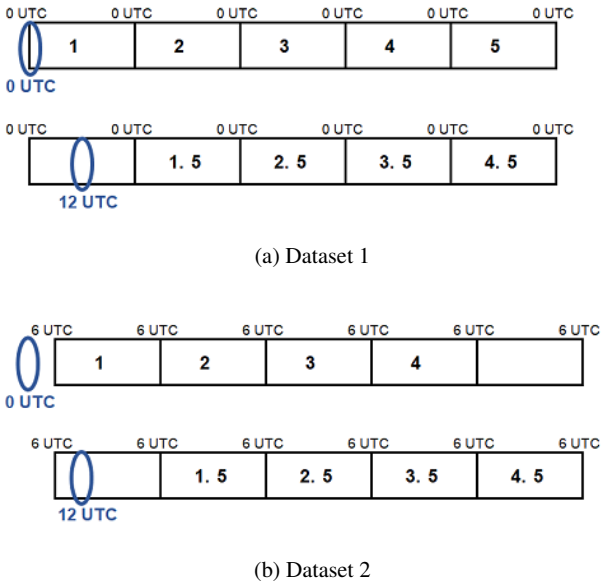 0 UTC 0 UTC 0 UTC 0 UTC 0 UTC 0 UTC
1 2 3 4 5
0 UTC
0 UTC 0 UTC 0 UTC 0 UTC 0 UTC 0 UTC
1. 5 2. 5 3. 5 4. 5
12 UTC
(a) Dataset 1
6 UTC 6 UTC 6 UTC 6 UTC 6 UTC 6 UTC
1 2 3 4
0 UTC
6 UTC 6 UTC 6 UTC 6 UTC 6 UTC 6 UTC
1. 5 2. 5 3. 5 4. 5
12 UTC
(b) Dataset 2